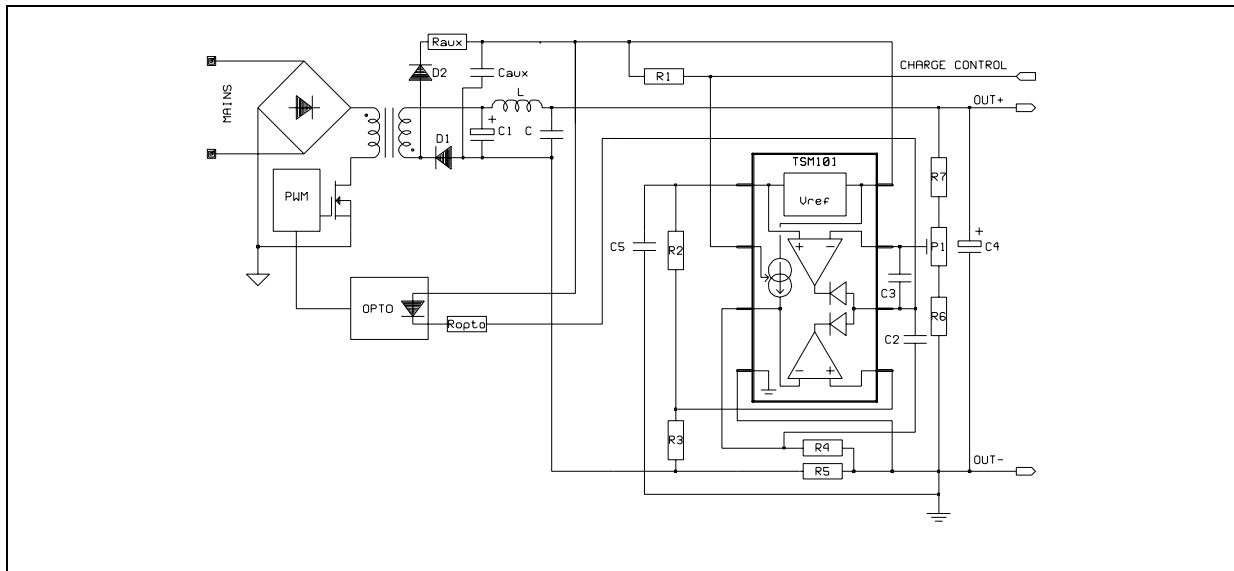 Raux
D2
Caux
R1
CHARGE CONTROL
L
OUT+
MAINS
C1
C
D1
TSM101
Vref
R7
PWM
C5
R2
P1
C4
C3
OPTO
Ropto
R6
C2
R3
R4
R5
OUT-